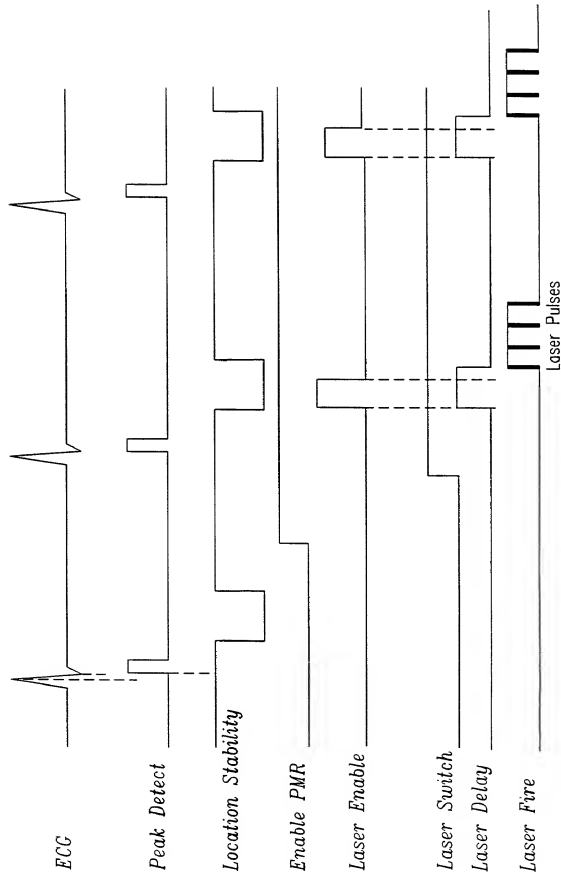 ECG
Peak Detect
Location Stability
Enable PMR
Laser Enable
Laser Switch
Laser Delay
Laser Fire
Laser Pulses